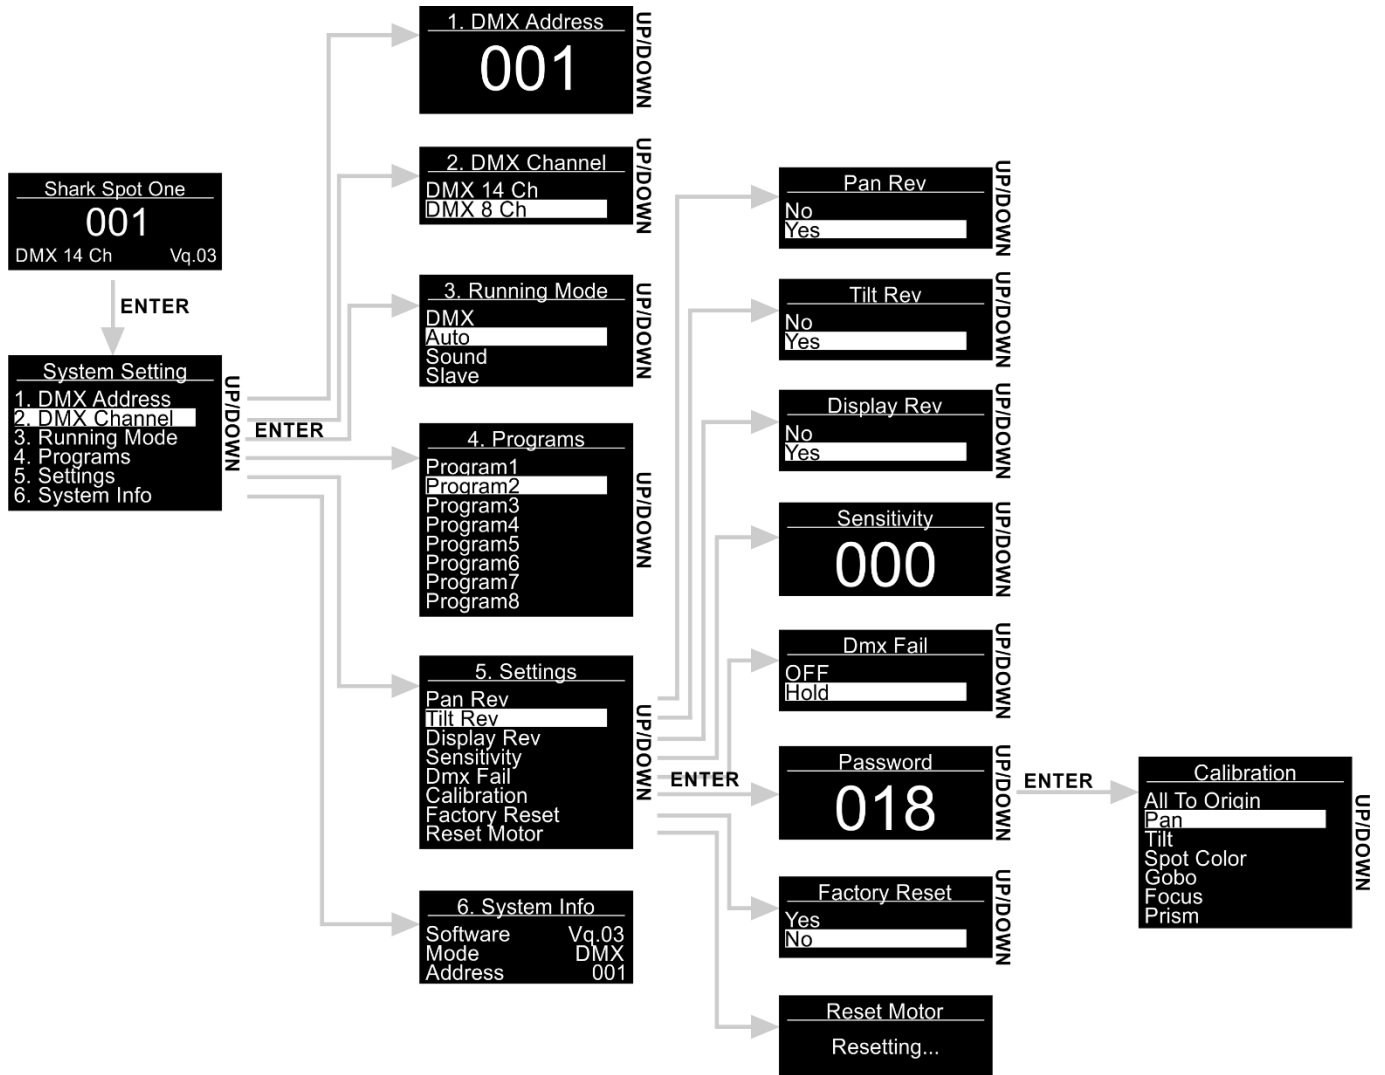 Shark Spot One
001
DMX 14 Ch Vq.03
ENTER
System Setting
1. DMX Address
2. DMX Channel
3. Running Mode
4. Programs
5. Settings
6. System Info
UP/DOWN
ENTER
1. DMX Address
001
UP/DOWN
2. DMX Channel
DMX 14 Ch
DMX 8 Ch
UP/DOWN
3. Running Mode
DMX
Auto
Sound
Slave
UP/DOWN
4. Programs
Program1
Program2
Program3
Program4
Program5
Program6
Program7
Program8
UP/DOWN
5. Settings
Pan Rev
Tilt Rev
Display Rev
Sensitivity
Dmx Fail
Calibration
Factory Reset
Reset Motor
UP/DOWN
ENTER
6. System Info
Software Vq.03
Mode DMX
Address 001
Pan Rev
No
Yes
UP/DOWN
Tilt Rev
No
Yes
UP/DOWN
Display Rev
No
Yes
UP/DOWN
Sensitivity
000
UP/DOWN
Dmx Fail
OFF
Hold
UP/DOWN
Password
018
UP/DOWN
ENTER
Factory Reset
Yes
No
UP/DOWN
Reset Motor
Resetting...
Calibration
All To Origin
Pan
Tilt
Spot Color
Gobo
Focus
Prism
UP/DOWN